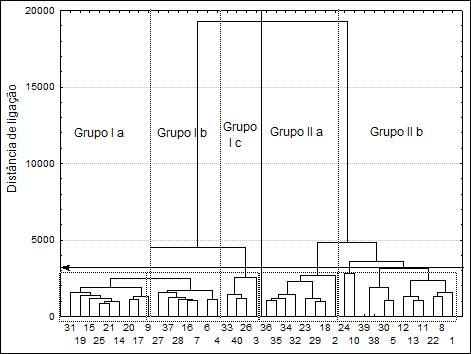 20000
15000
10000
5000
0
Distância de ligação
Grupo I a
Grupo I b
Grupo
I c
Grupo II a
Grupo II b
31 15 21 20 9 37 16 6 33 26 36 34 23 18 24 39 30 12 11 8
19 25 14 17 27 28 7 4 40 3 35 32 29 2 10 38 5 13 22 1